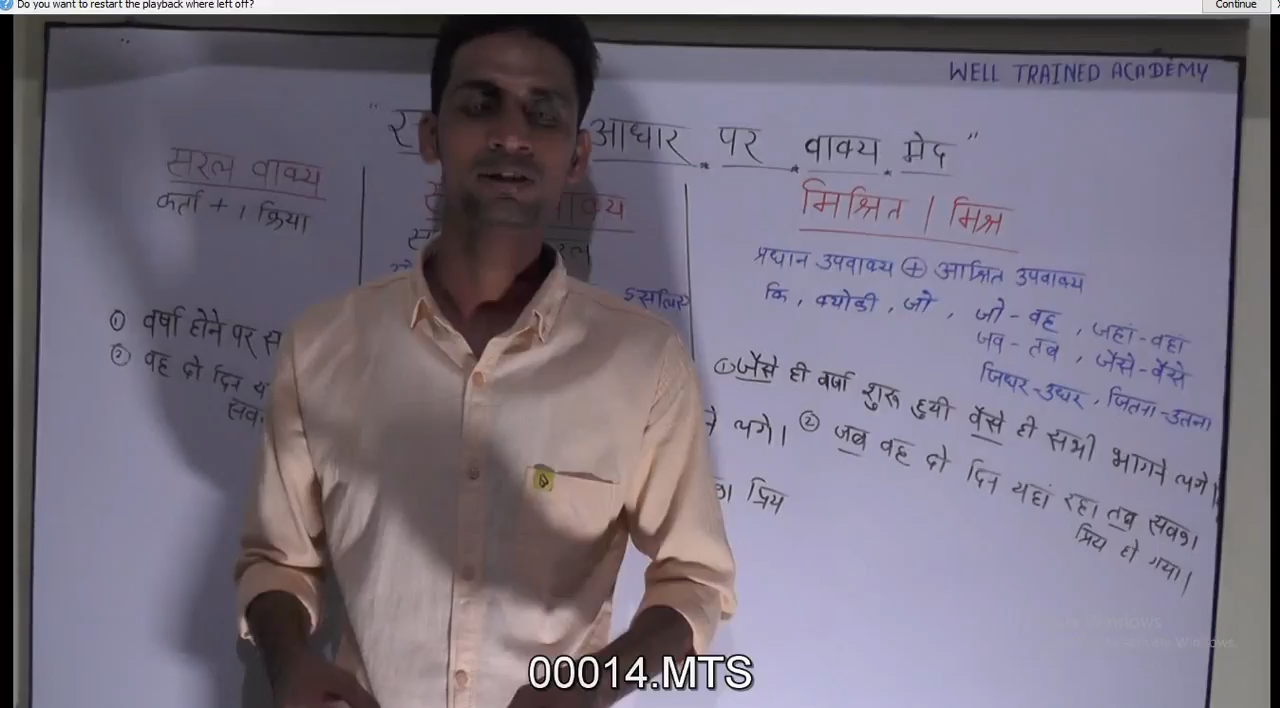 Do you want to restart the playback where left off?
Continue
WELL TRAINED ACADEMY
आधार पर वाक्य भेद"
सरल वाक्य
कर्ता + 1 क्रिया
वाक्य
मिश्रित / मिश्र
प्रधान उपवाक्य + आश्रित उपवाक्य
कि, क्योकी, जो, जो-वह, जहां-वहां
जब-तब, जैसे-वैसे
जिधर-उधर, जितना-उतना
इसलिए
① वर्षा होने पर
② वह दो दिन
① जैसे ही वर्षा शुरू हुयी वैसे ही सभी भागने लगे।
② जब वह दो दिन यहां रहा तब सबका
प्रिय हो गया।
ने लगे।
का प्रिय
00014.MTS